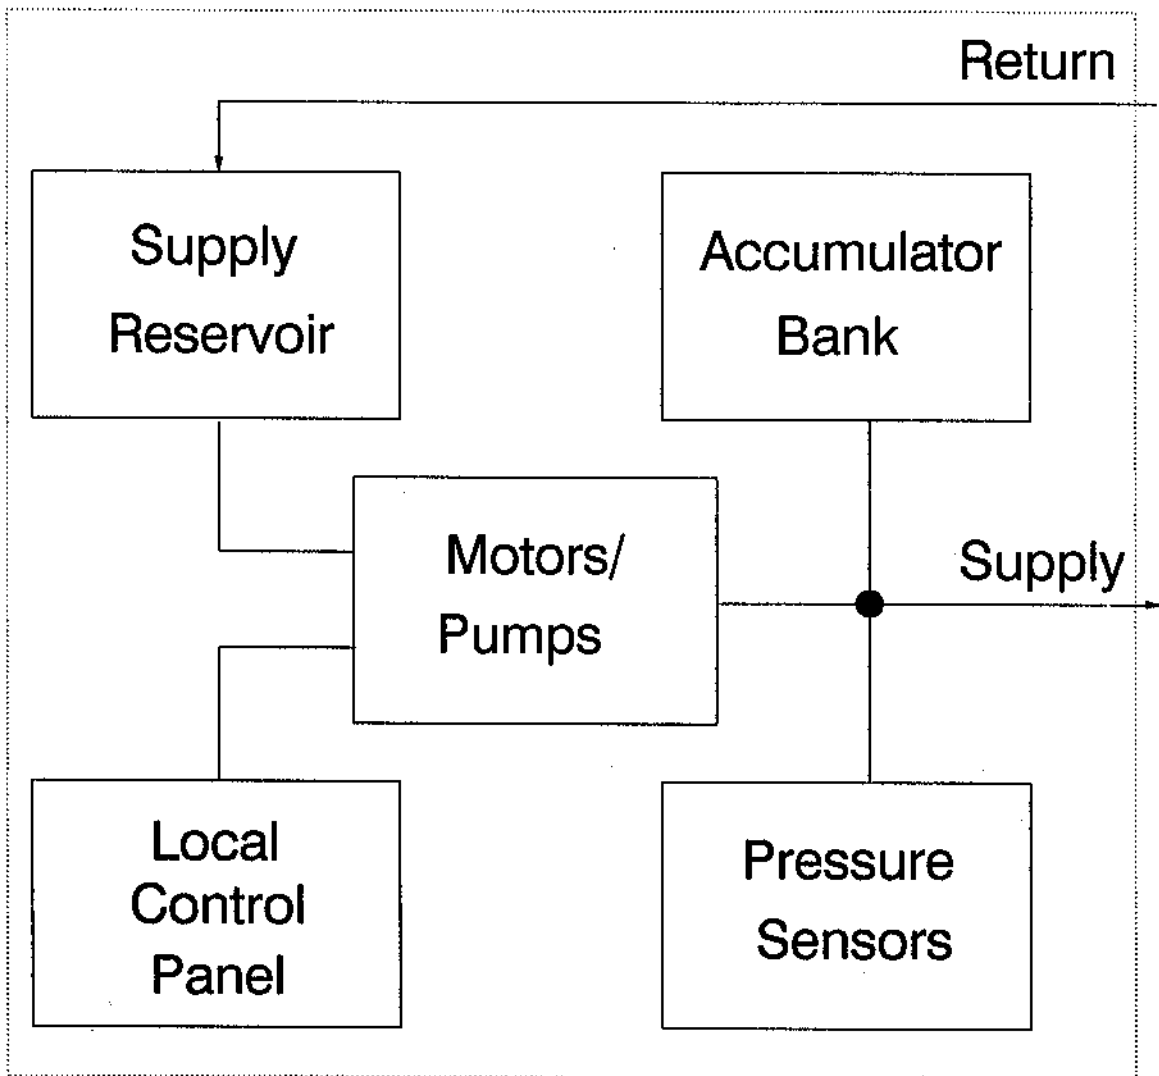 Return
Supply
Reservoir
Accumulator
Bank
Motors/
Pumps
Supply
Local
Control
Panel
Pressure
Sensors